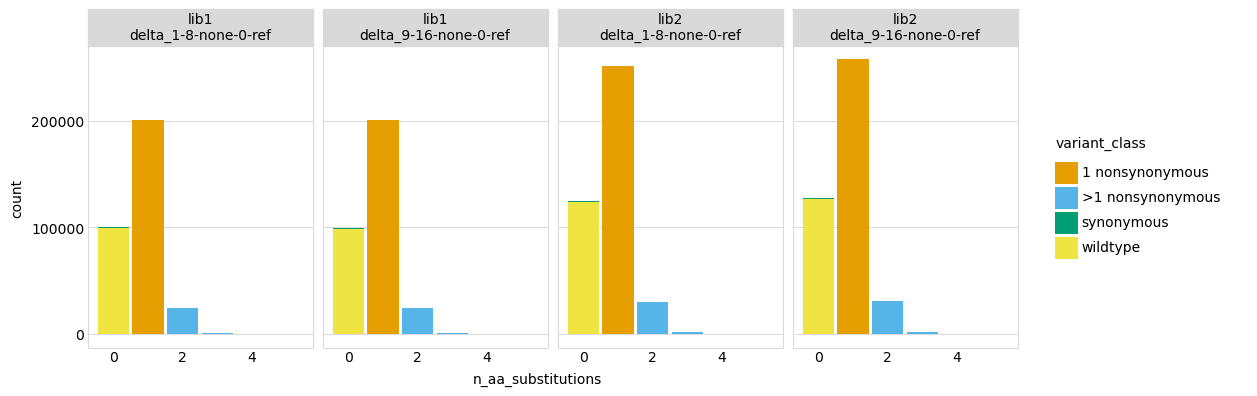 lib1
delta_1-8-none-0-ref
lib1
delta_9-16-none-0-ref
lib2
delta_1-8-none-0-ref
lib2
delta_9-16-none-0-ref
200000
100000
0
count
0 2 4
0 2 4
0 2 4
0 2 4
n_aa_substitutions
variant_class
1 nonsynonymous
>1 nonsynonymous
synonymous
wildtype